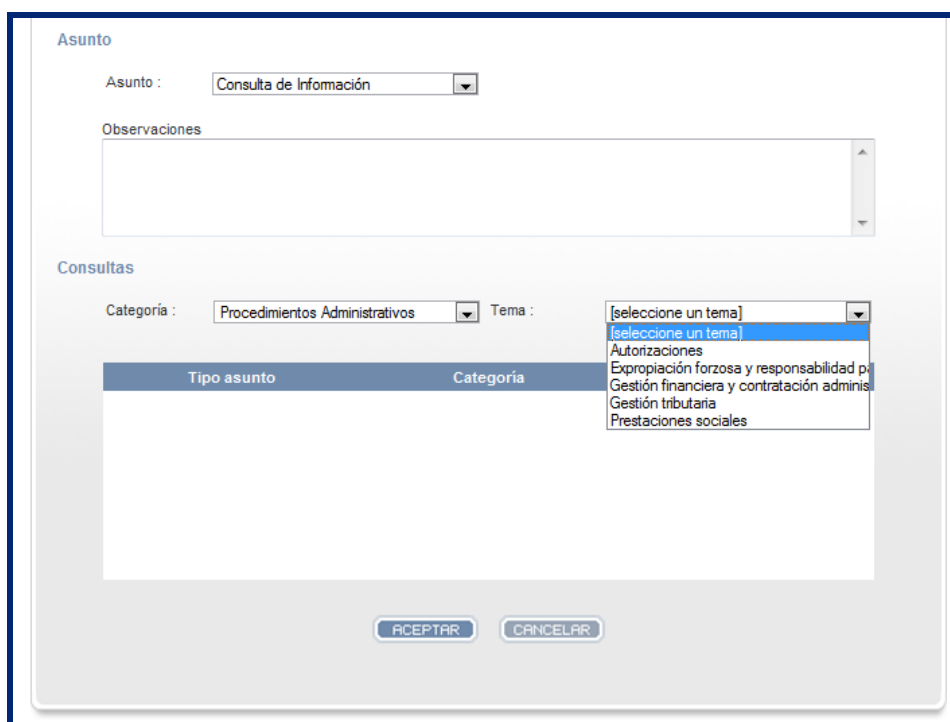 Asunto
Asunto : Consulta de Información
Observaciones
Consultas
Categoría : Procedimientos Administrativos Tema : [seleccione un tema]
[seleccione un tema]
Autorizaciones
Expropiación forzosa y responsabilidad
Gestión financiera y contratación
Gestión tributaria
Prestaciones sociales
Tipo asunto Categoría
ACEPTAR CANCELAR